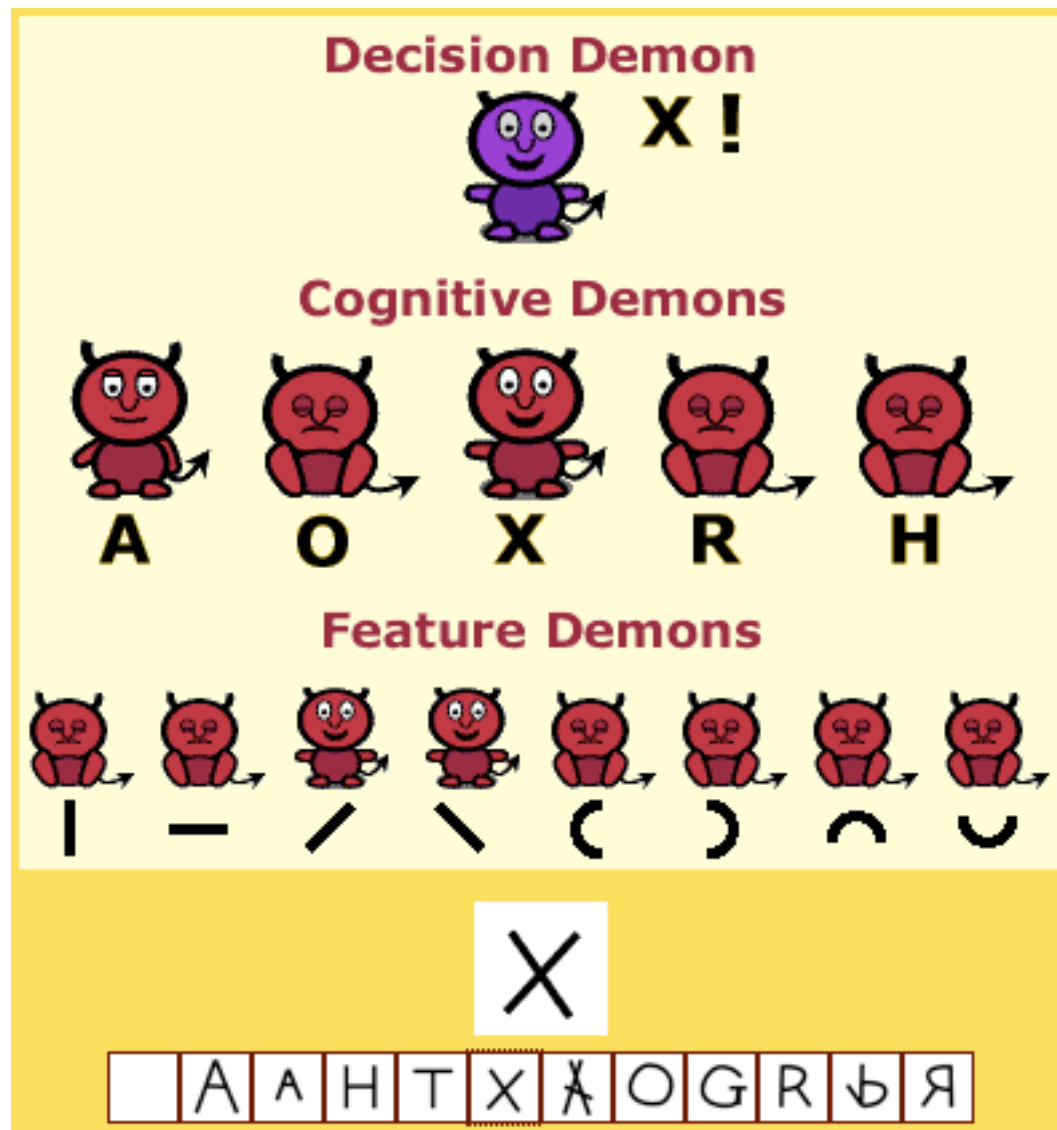 Decision Demon
X !
Cognitive Demons
A O X R H
Feature Demons
X
A A H T X O G R Я